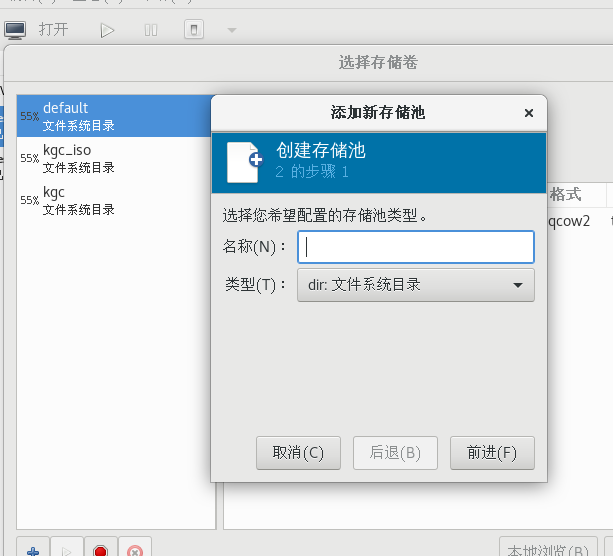 打开
选择存储卷
55% default
文件系统目录
55% kgc_iso
文件系统目录
55% kgc
文件系统目录
格式
qcow2
添加新存储池
创建存储池
2 的步骤 1
选择您希望配置的存储池类型。
名称(N)：
类型(T)： dir: 文件系统目录
取消(C) 后退(B) 前进(F)
本地浏览(B)